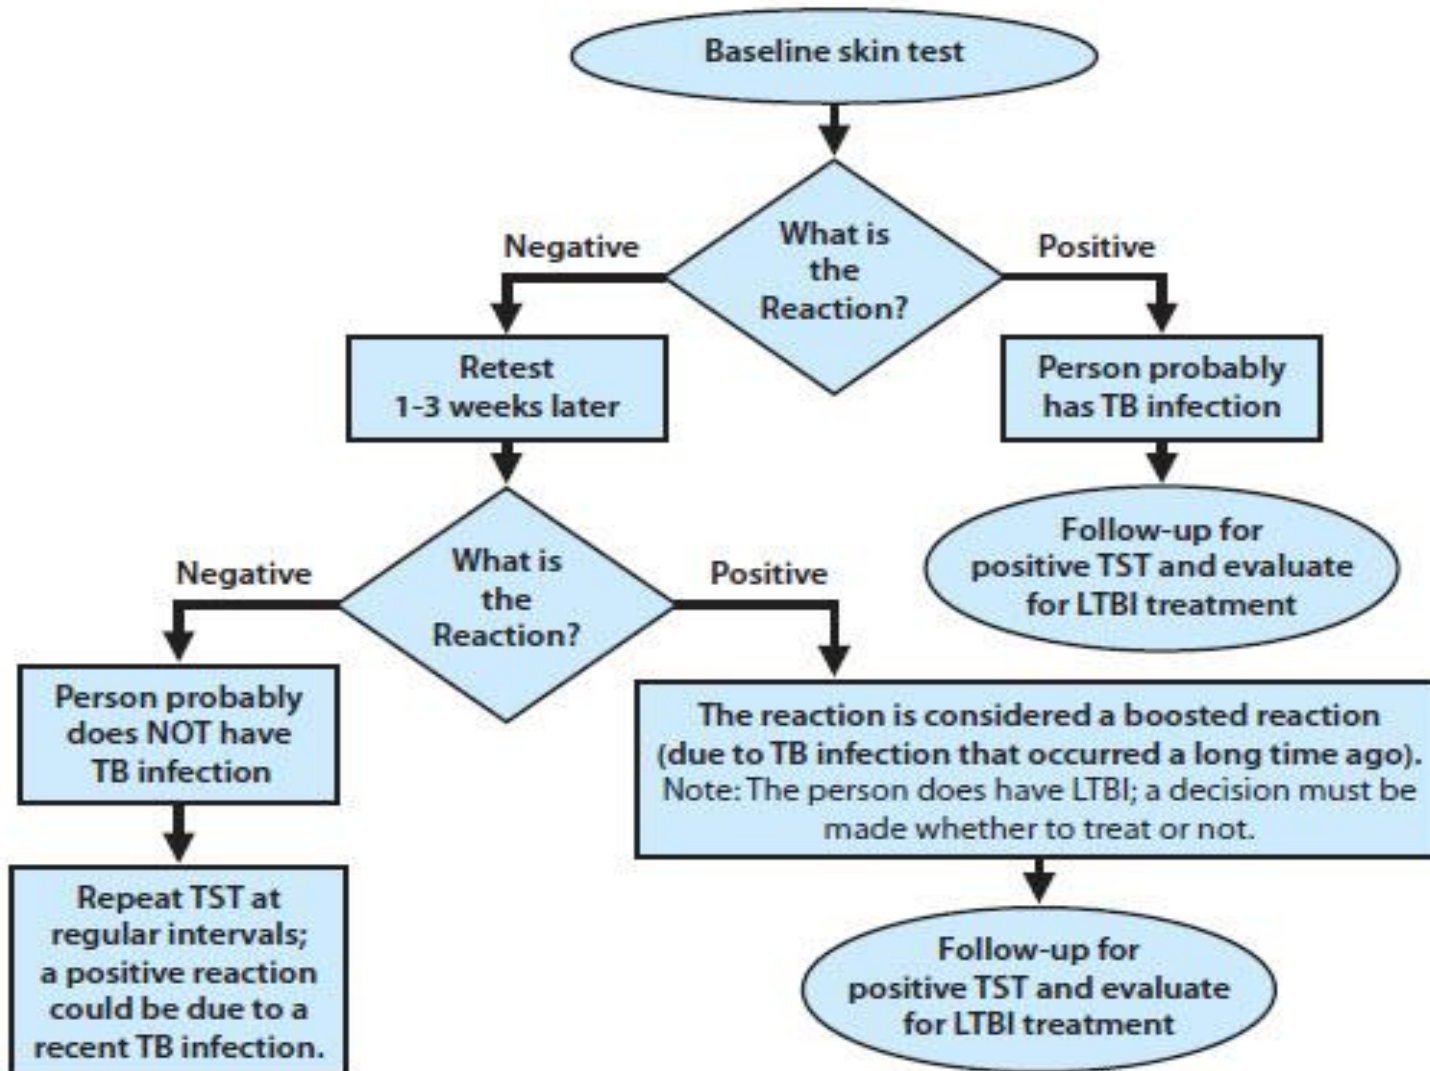 Baseline skin test
What is
the
Reaction?
Negative
Positive
Retest
1-3 weeks later
Person probably
has TB infection
Follow-up for
positive TST and evaluate
for LTBI treatment
What is
the
Reaction?
Negative
Positive
Person probably
does NOT have
TB infection
The reaction is considered a boosted reaction
(due to TB infection that occurred a long time ago).
Note: The person does have LTBI; a decision must be
made whether to treat or not.
Repeat TST at
regular intervals;
a positive reaction
could be due to a
recent TB infection.
Follow-up for
positive TST and evaluate
for LTBI treatment